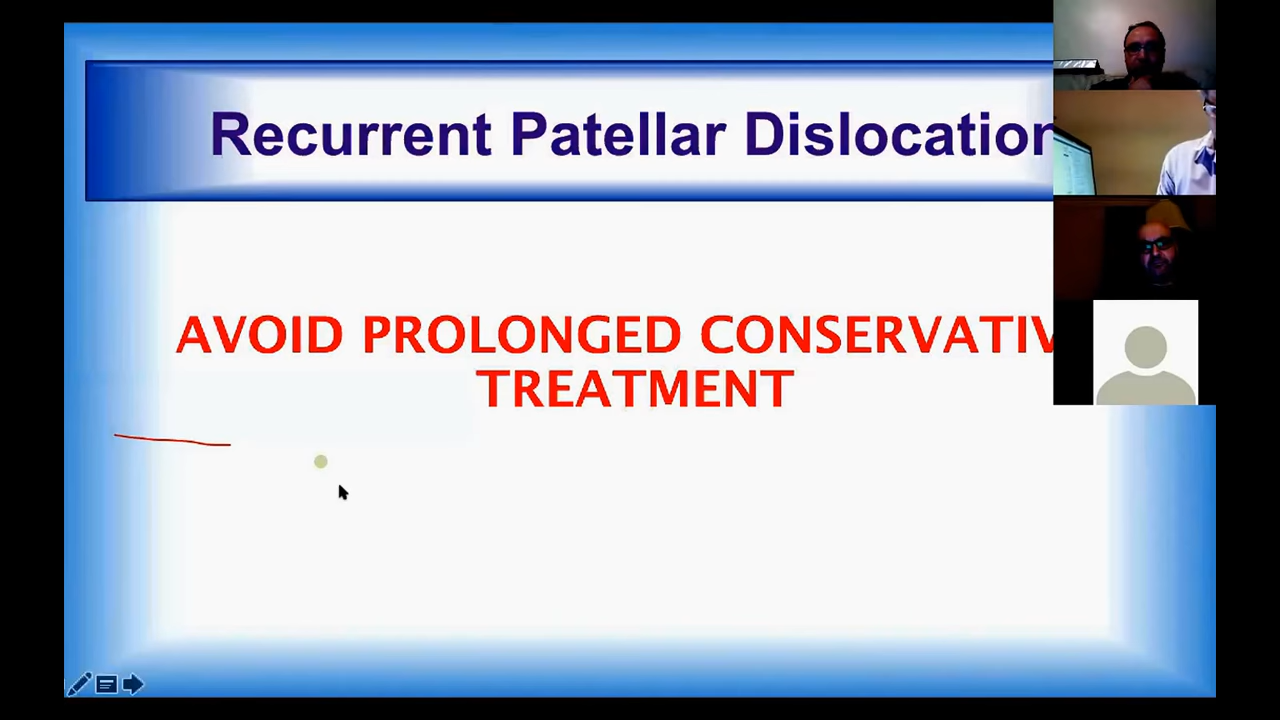 Recurrent Patellar Dislocation
AVOID PROLONGED CONSERVATIV
TREATMENT